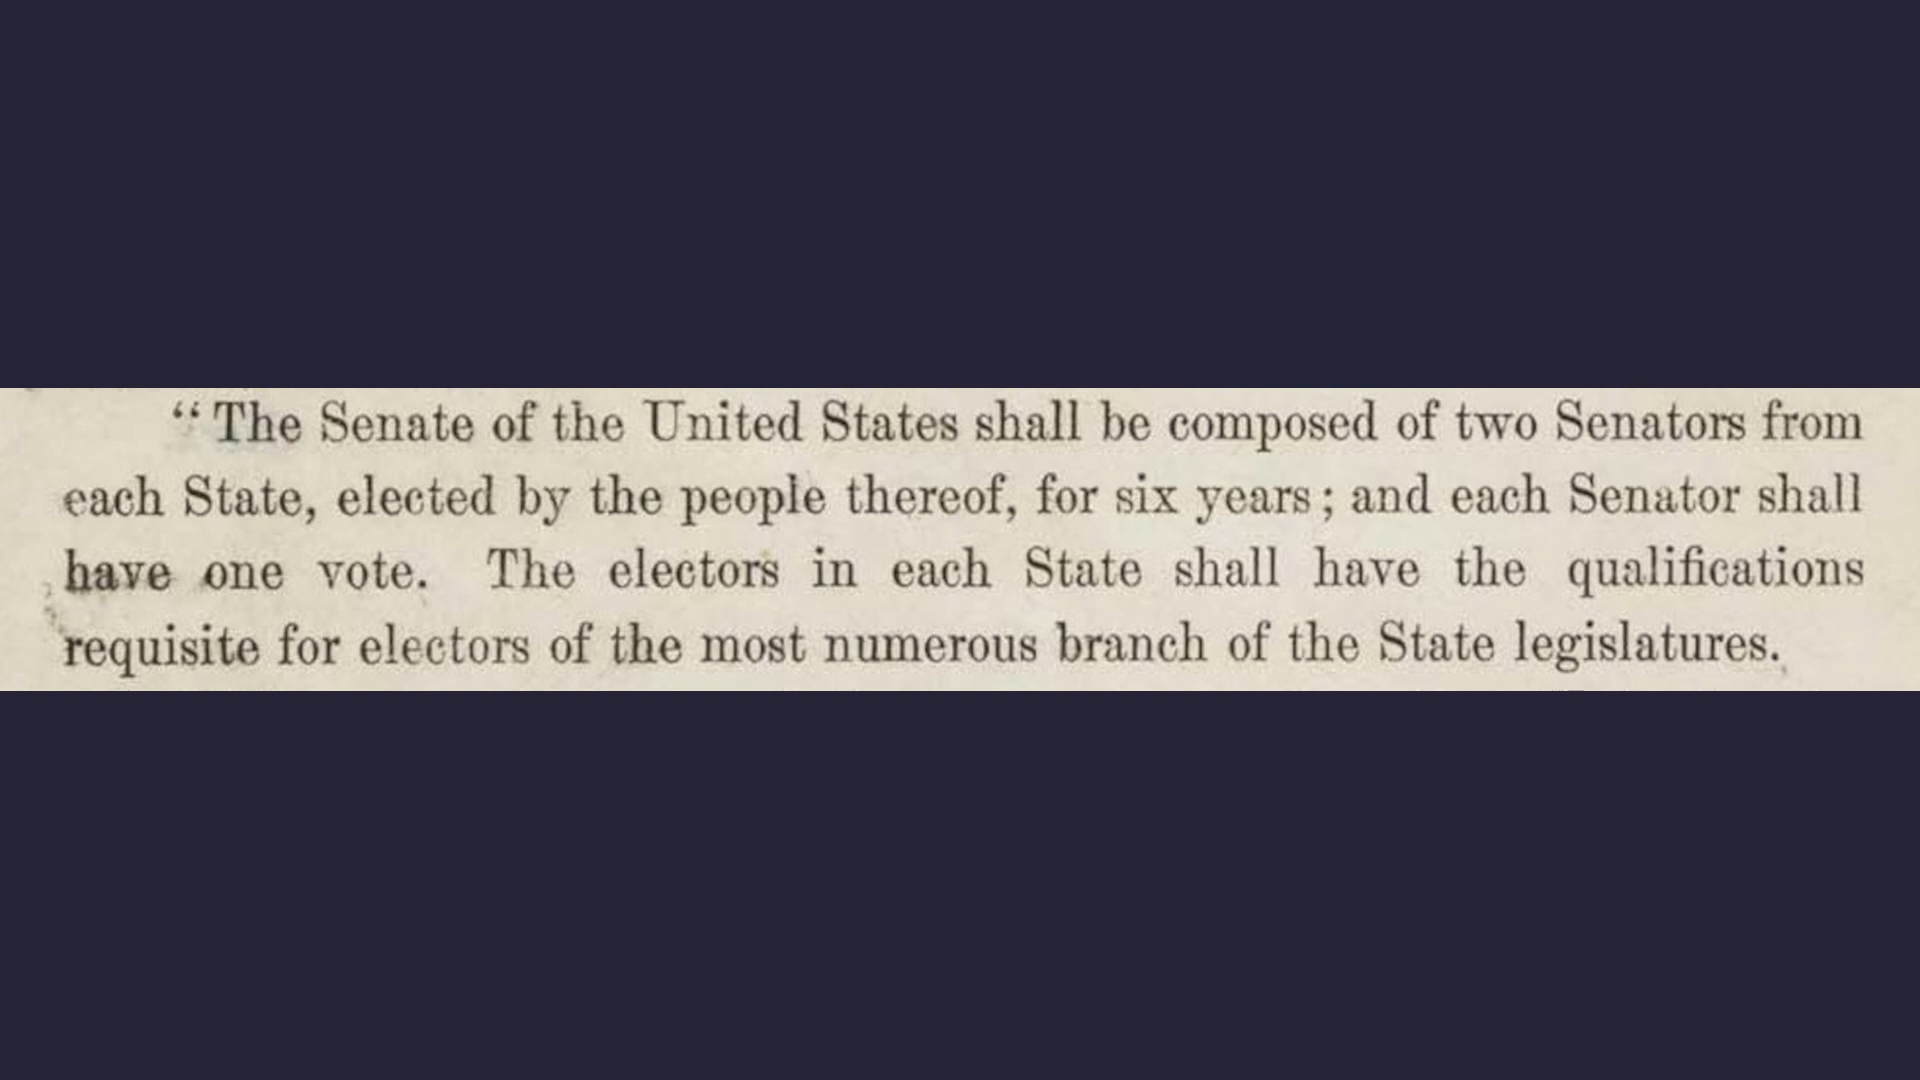 “The Senate of the United States shall be composed of two Senators from
each State, elected by the people thereof, for six years; and each Senator shall
have one vote. The electors in each State shall have the qualifications
requisite for electors of the most numerous branch of the State legislatures.